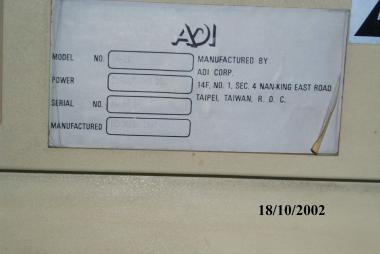 ADI
MODEL NO.
MANUFACTURED BY
ADI CORP.
POWER
14F, NO. 1, SEC. 4 NAN-KING EAST ROAD
SERIAL NO.
TAIPEI, TAIWAN, R. O. C.
MANUFACTURED
18/10/2002